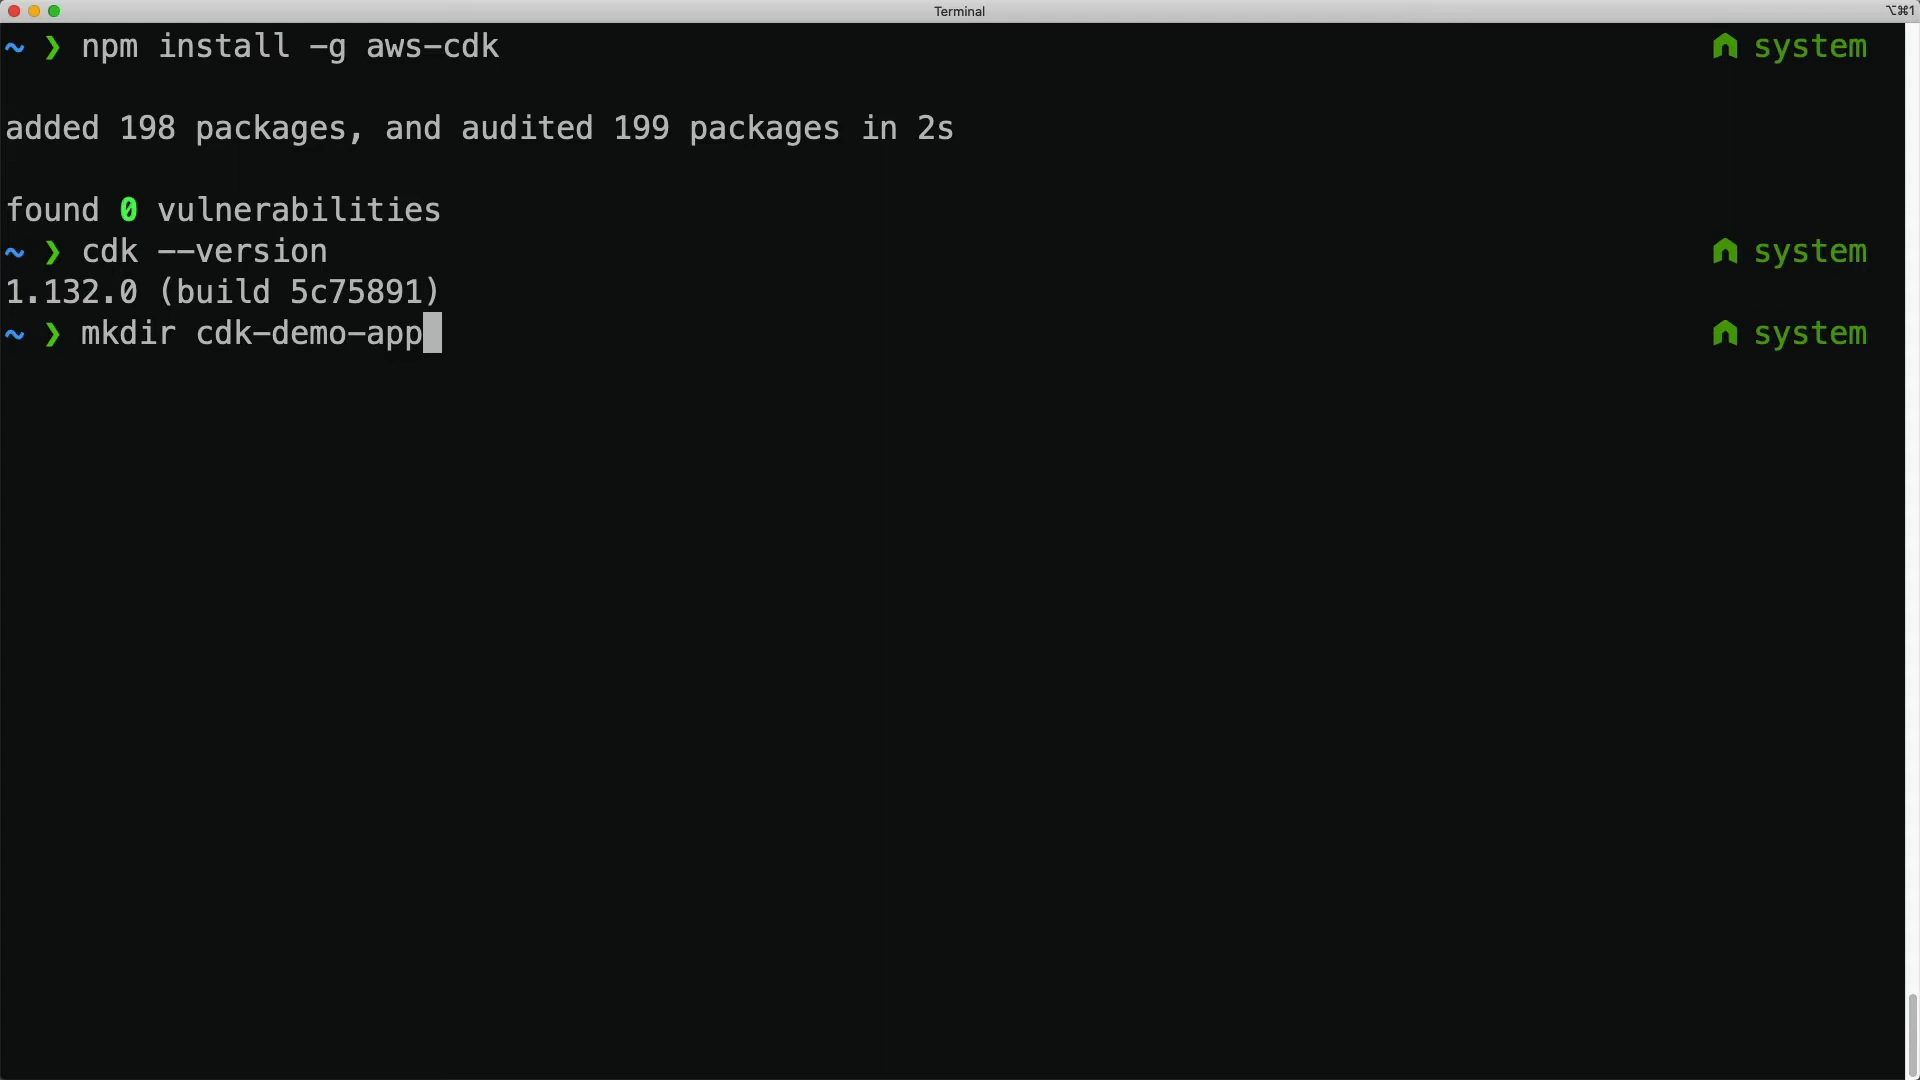 Terminal
⌥⌘1
~ ❯ npm install -g aws-cdk system
added 198 packages, and audited 199 packages in 2s
found 0 vulnerabilities
~ ❯ cdk --version system
1.132.0 (build 5c75891)
~ ❯ mkdir cdk-demo-app system